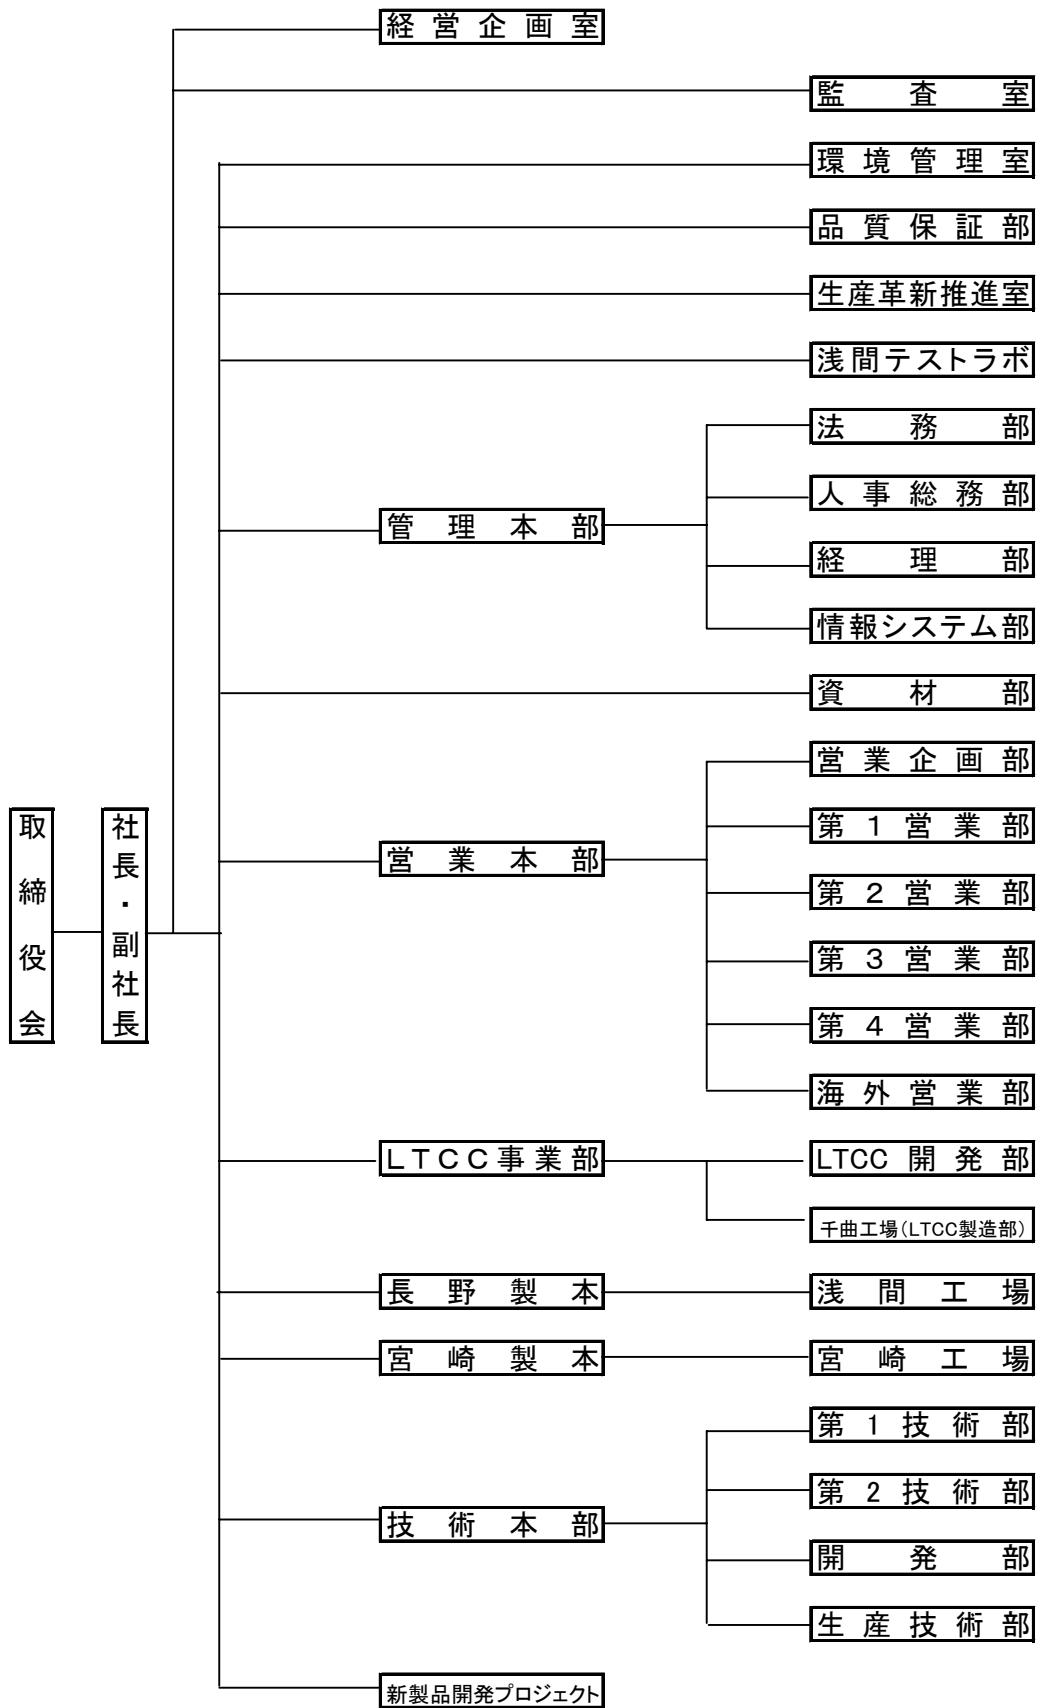 経営企画室
監査室
環境管理室
品質保証部
生産革新推進室
浅間テストラボ
法務部
人事総務部
管理本部
経理部
情報システム部
資材部
営業企画部
取締役会
社長・副社長
第1営業部
営業本部
第2営業部
第3営業部
第4営業部
海外営業部
LTCC事業部
LTCC 開発部
千曲工場(LTCC製造部)
長野製本
浅間工場
宮崎製本
宮崎工場
第1技術部
第2技術部
技術本部
開発部
生産技術部
新製品開発プロジェクト